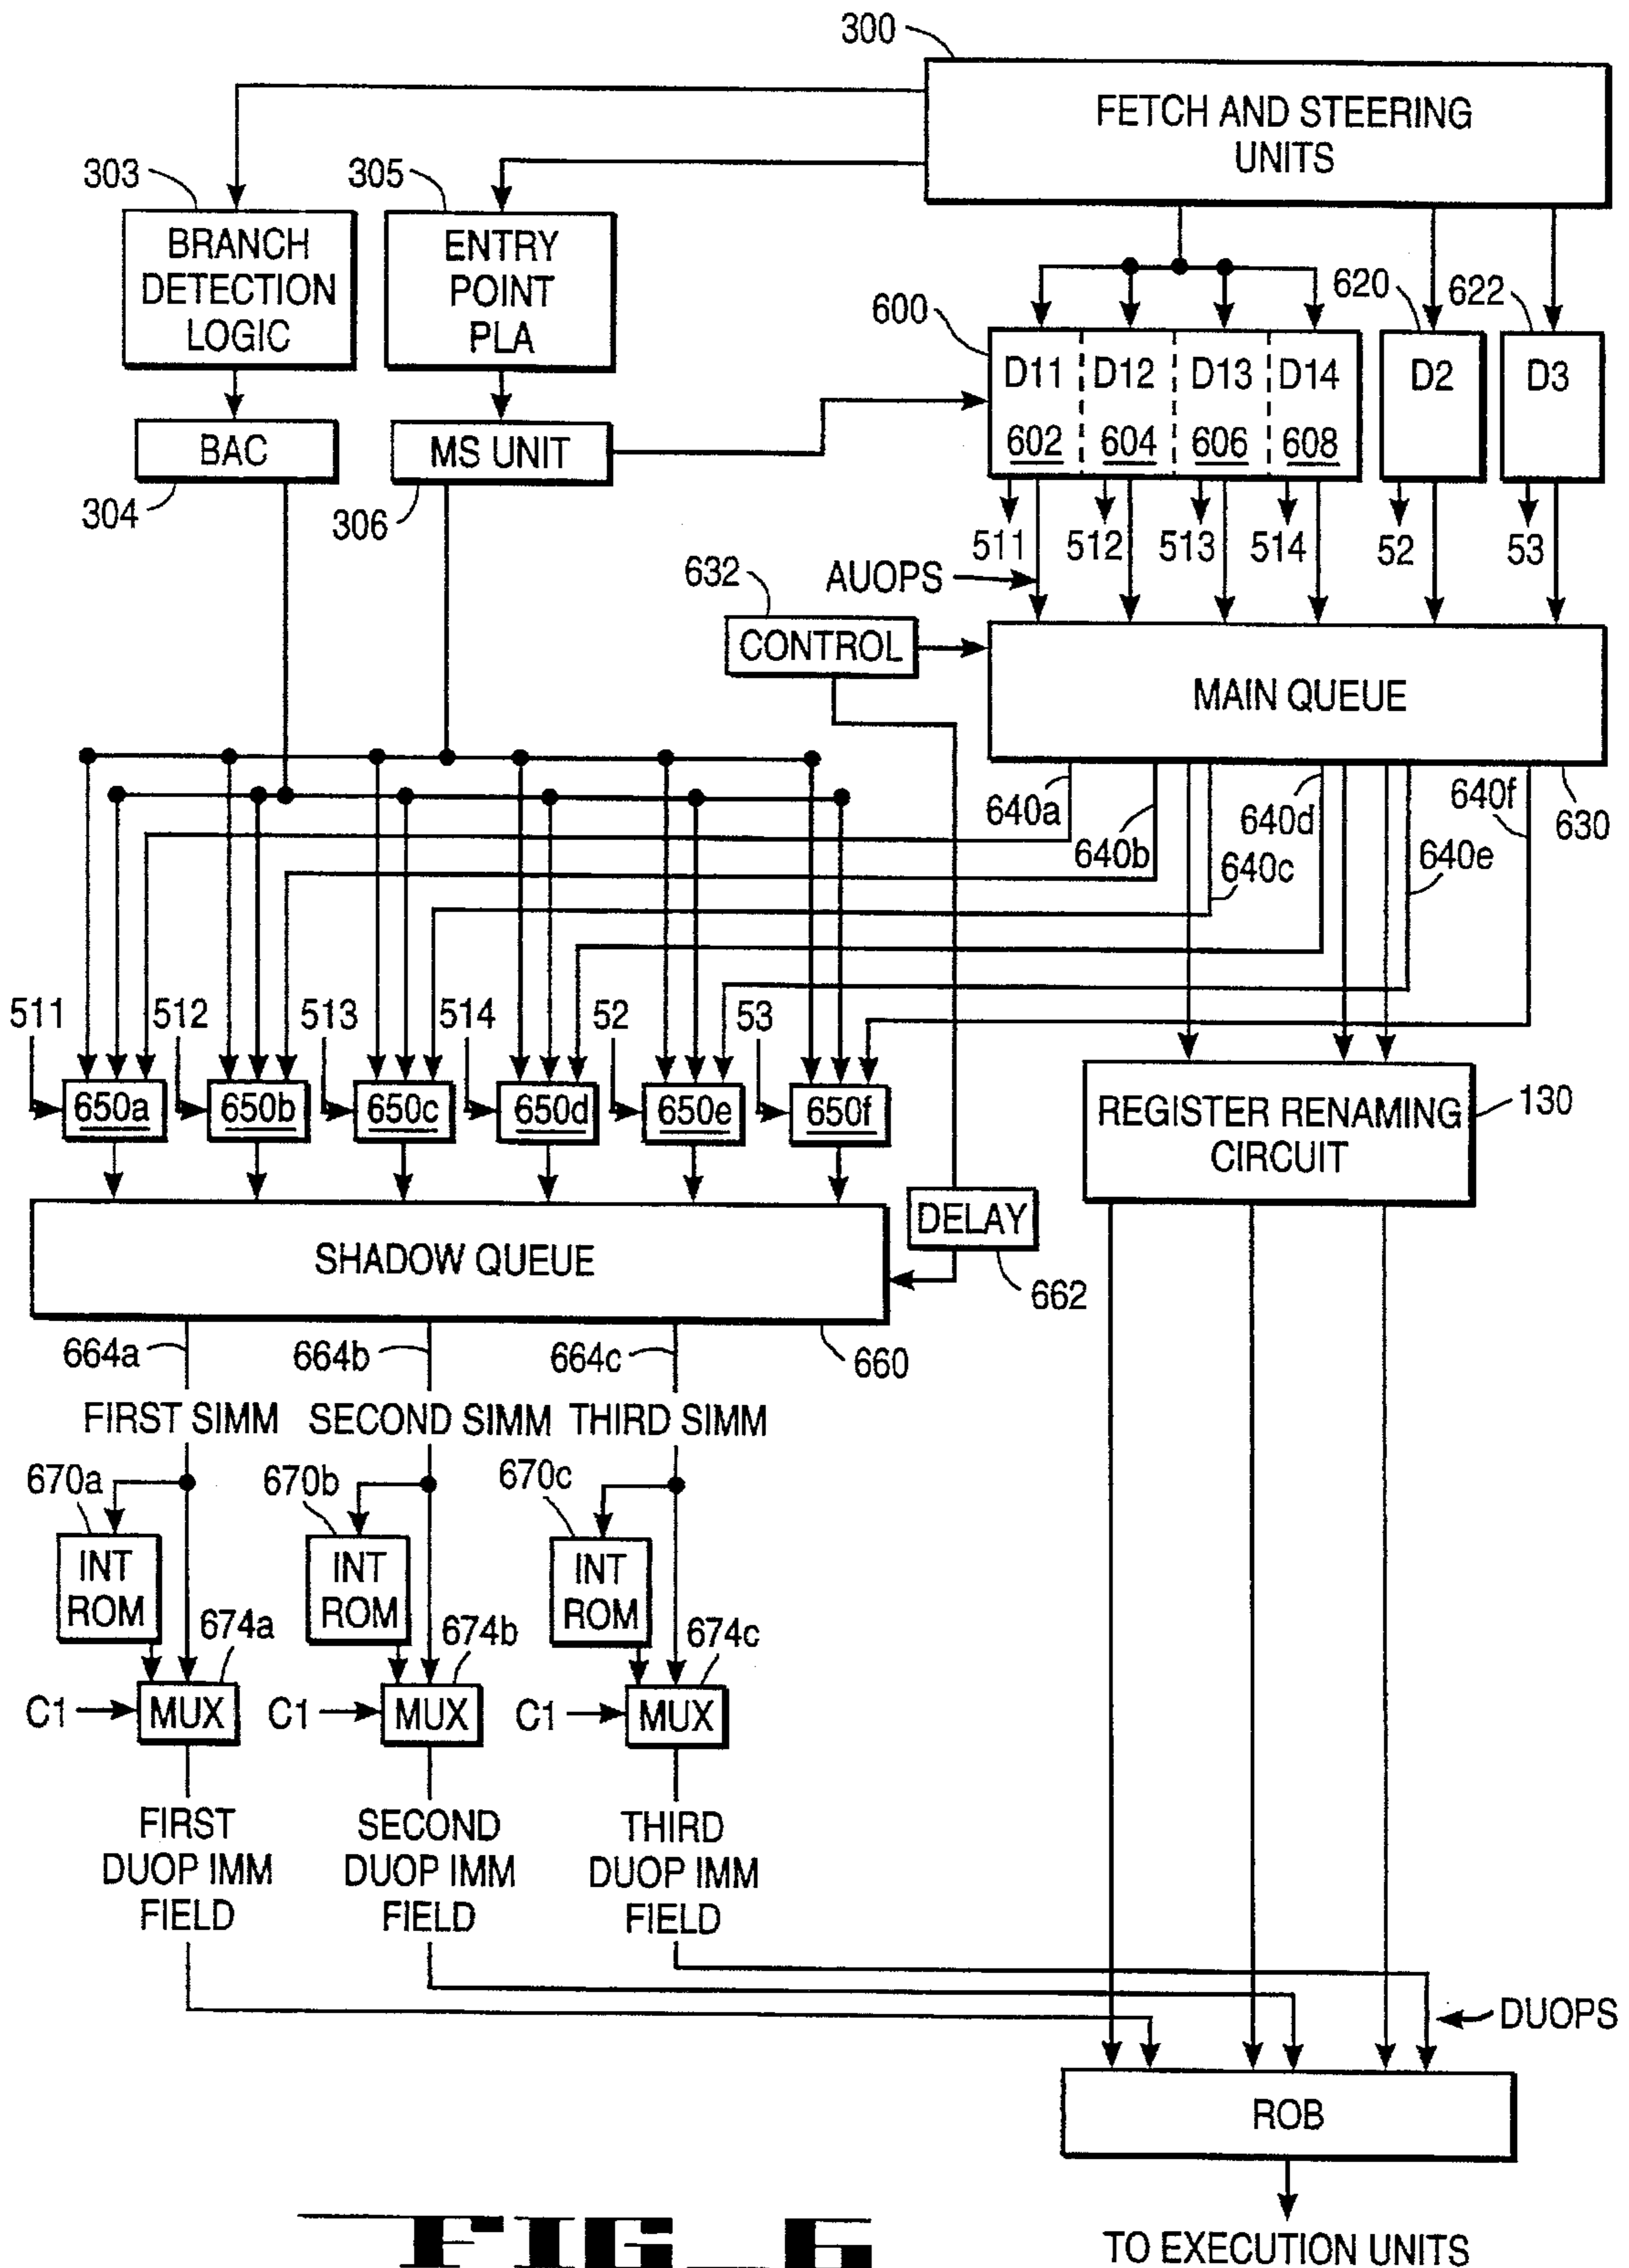 300
FETCH AND STEERING
UNITS
303
305
BRANCH
DETECTION
LOGIC
ENTRY
POINT
PLA
600
620
622
D11
D12
D13
D14
D2
D3
602
604
606
608
BAC
MS UNIT
304
306
511
512
513
514
52
53
AUOPS
632
CONTROL
MAIN QUEUE
640a
640b
640c
640d
640e
640f
630
511
512
513
514
52
53
650a
650b
650c
650d
650e
650f
REGISTER RENAMING
CIRCUIT
130
SHADOW QUEUE
DELAY
662
664a
664b
664c
660
FIRST SIMM
SECOND SIMM
THIRD SIMM
670a
670b
670c
INT
ROM
INT
ROM
INT
ROM
674a
674b
674c
C1
MUX
C1
MUX
C1
MUX
FIRST
DUOP IMM
FIELD
SECOND
DUOP IMM
FIELD
THIRD
DUOP IMM
FIELD
DUOPS
ROB
TO EXECUTION UNITS
FIG_6